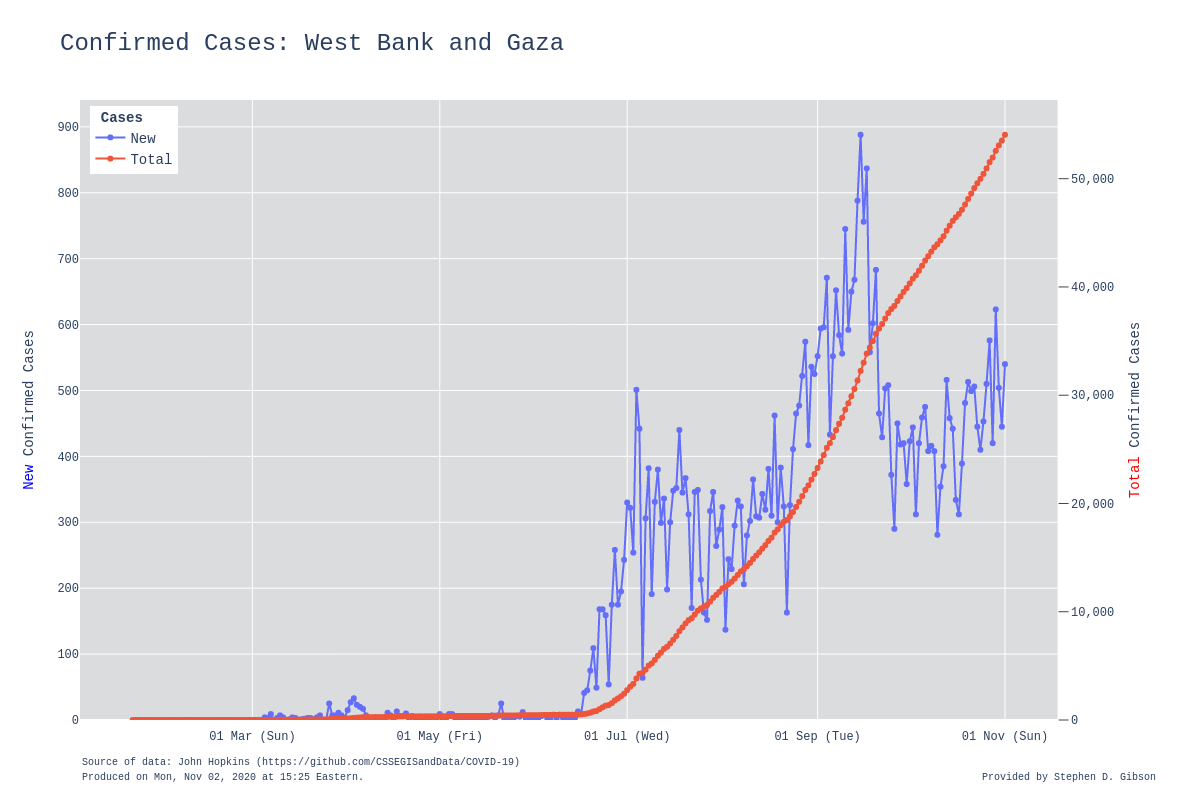 Confirmed Cases: West Bank and Gaza
Cases
New
Total
900
800
700
600
500
400
300
200
100
0
New Confirmed Cases
50,000
40,000
30,000
20,000
10,000
0
Total Confirmed Cases
01 Mar (Sun)
01 May (Fri)
01 Jul (Wed)
01 Sep (Tue)
01 Nov (Sun)
Source of data: John Hopkins (https://github.com/CSSEGISandData/COVID-19)
Produced on Mon, Nov 02, 2020 at 15:25 Eastern.
Provided by Stephen D. Gibson